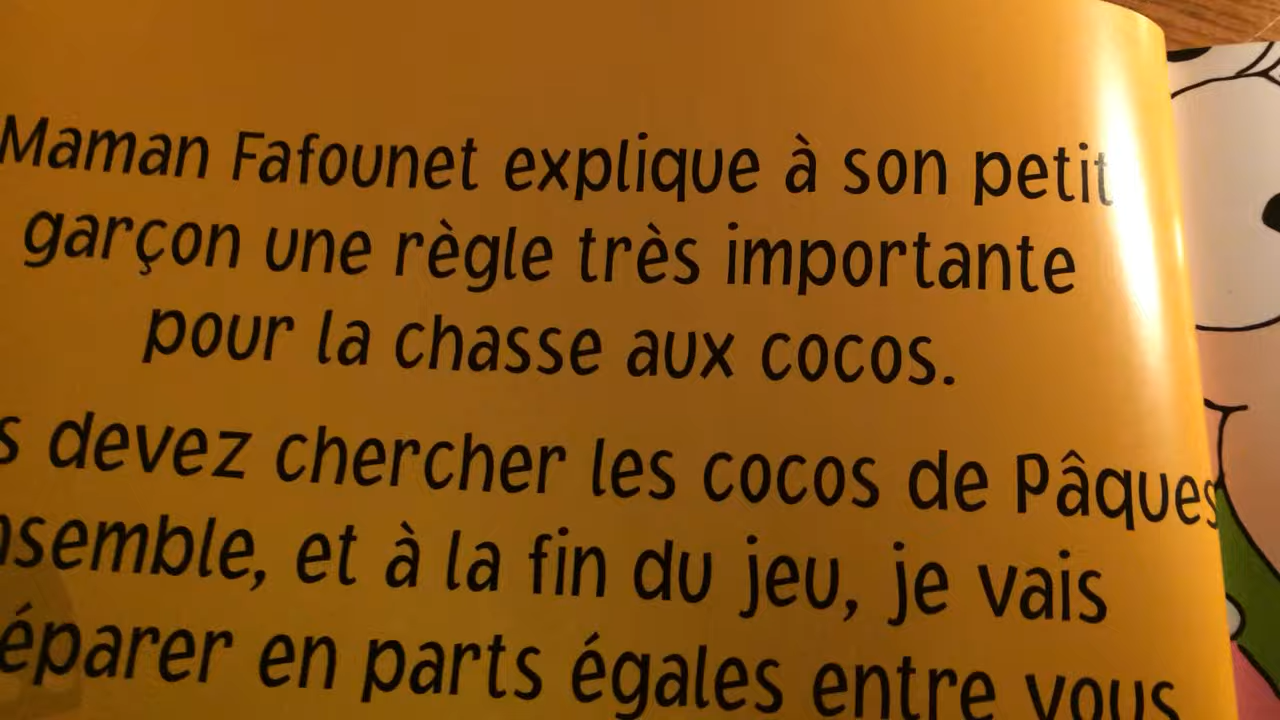 Maman Fafounet explique à son petit
garçon une règle très importante
pour la chasse aux cocos.
devez chercher les cocos de Pâques
et à la fin du jeu, je vais
en parts égales entre vous